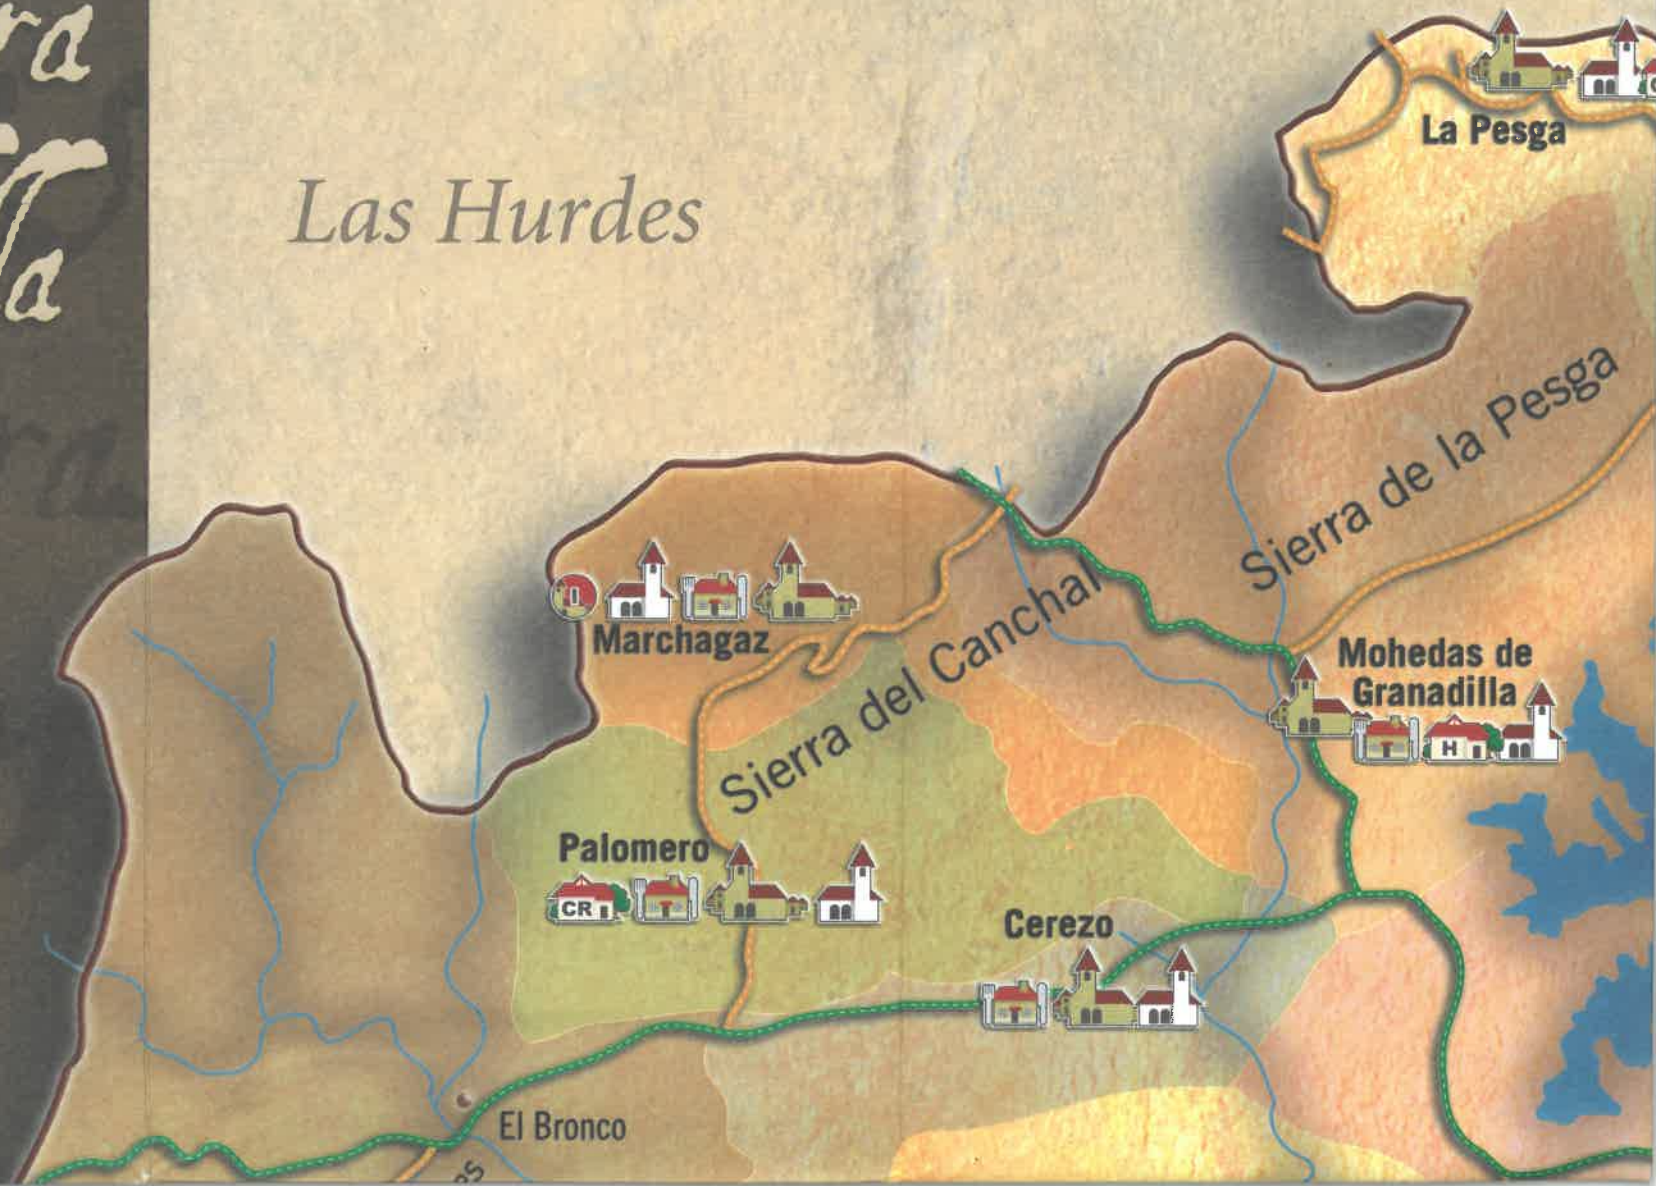 La Pesga
Las Hurdes
Sierra de la Pesga
Sierra del Canchal
Marchagaz
Mohedas de
Granadilla
H
Palomero
CR
Cerezo
El Bronco